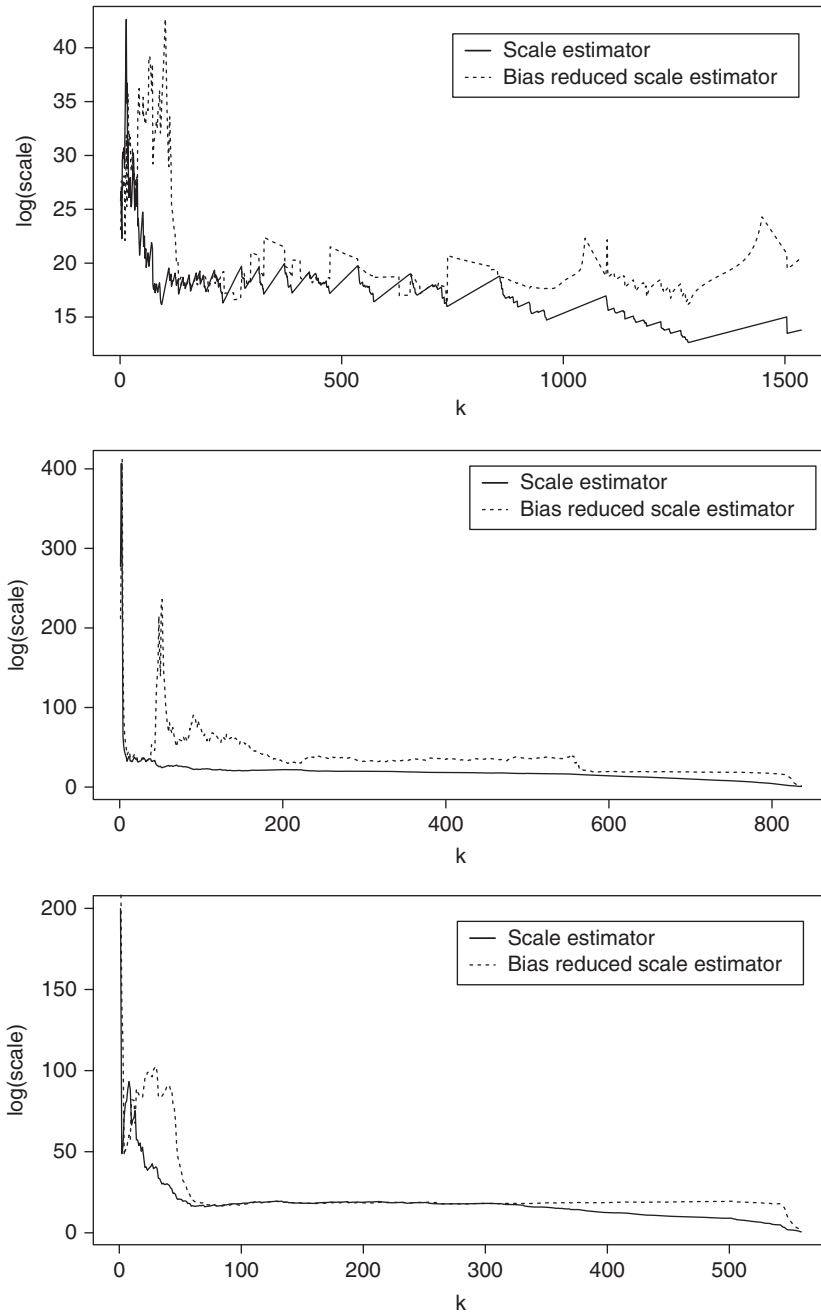 Scale estimator
Bias reduced scale estimator
log(scale)
40
35
30
25
20
15
0 500 1000 1500
k
Scale estimator
Bias reduced scale estimator
log(scale)
400
300
200
100
0
0 200 400 600 800
k
Scale estimator
Bias reduced scale estimator
log(scale)
200
150
100
50
0
0 100 200 300 400 500
k